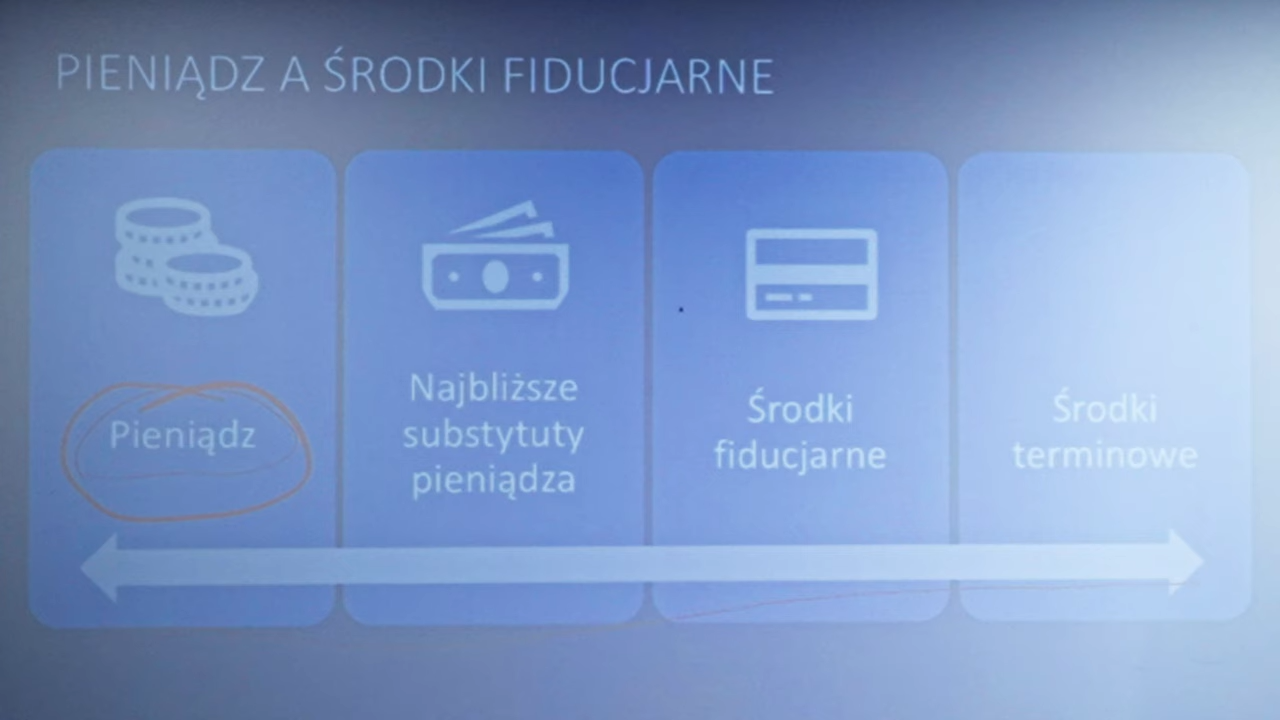 PIENIĄDZ A ŚRODKI FIDUCJARNE
Pieniądz
Najbliższe
substytuty
pieniądza
Środki
fiducjarne
Środki
terminowe